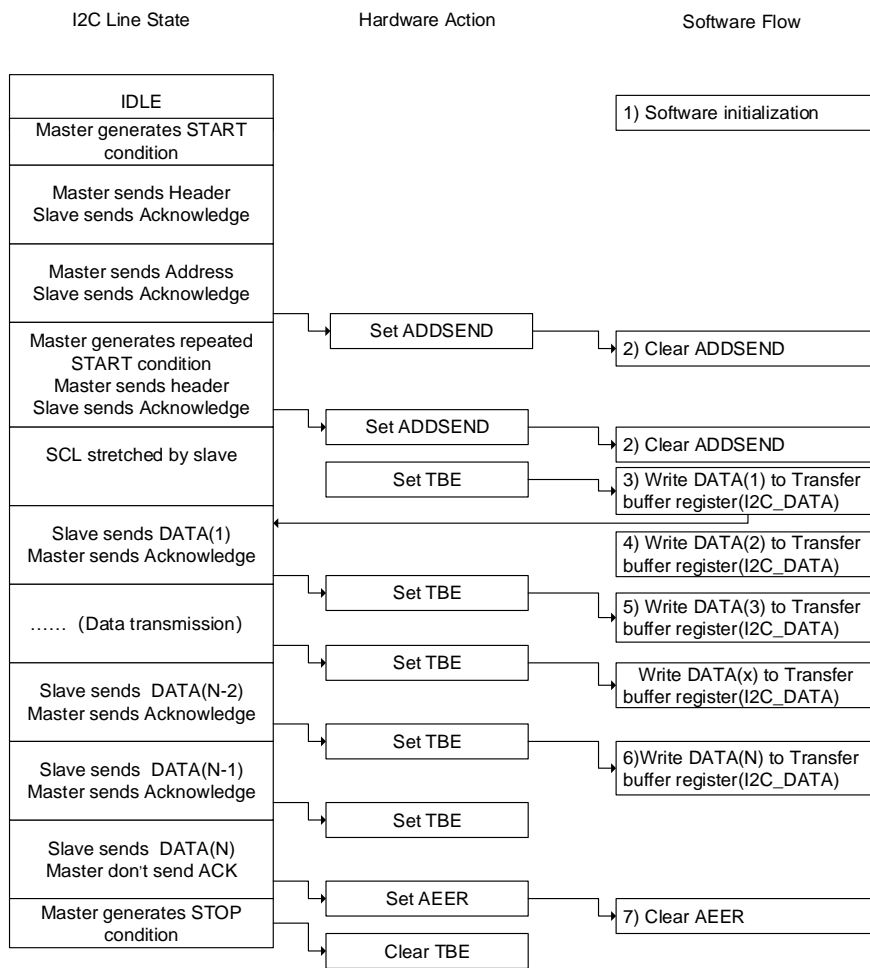 I2C Line State
Hardware Action
Software Flow
IDLE
1) Software initialization
Master generates START
condition
Master sends Header
Slave sends Acknowledge
Master sends Address
Slave sends Acknowledge
Set ADDSEND
2) Clear ADDSEND
Master generates repeated
START condition
Master sends header
Slave sends Acknowledge
Set ADDSEND
2) Clear ADDSEND
SCL stretched by slave
Set TBE
3) Write DATA(1) to Transfer
buffer register(I2C_DATA)
Slave sends DATA(1)
Master sends Acknowledge
4) Write DATA(2) to Transfer
buffer register(I2C_DATA)
Set TBE
5) Write DATA(3) to Transfer
buffer register(I2C_DATA)
…… (Data transmission)
Set TBE
Write DATA(x) to Transfer
buffer register(I2C_DATA)
Slave sends DATA(N-2)
Master sends Acknowledge
Set TBE
6)Write DATA(N) to Transfer
buffer register(I2C_DATA)
Slave sends DATA(N-1)
Master sends Acknowledge
Set TBE
Slave sends DATA(N)
Master don't send ACK
Set AEER
7) Clear AEER
Master generates STOP
condition
Clear TBE